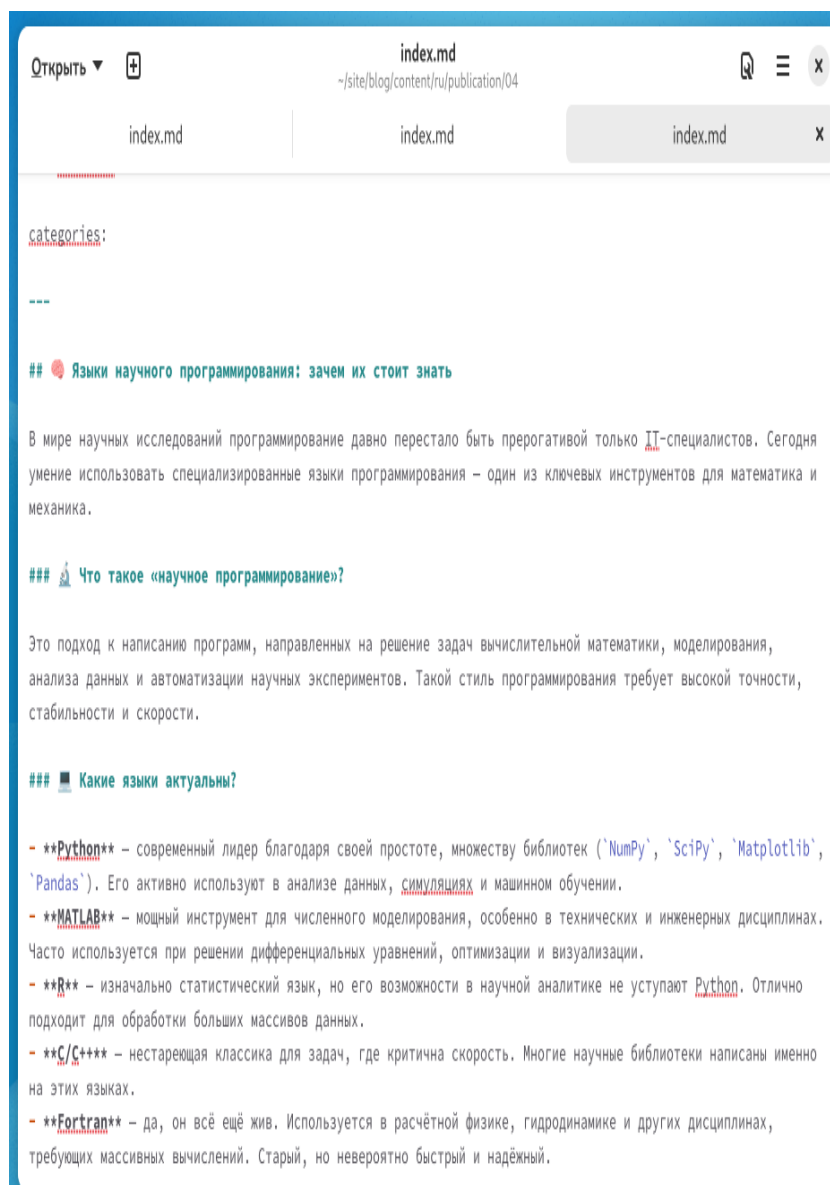 Открыть ▼
index.md
~/site/blog/content/ru/publication/04
index.md
index.md
index.md
categories:
---
## 🧠 Языки научного программирования: зачем их стоит знать
В мире научных исследований программирование давно перестало быть прерогативой только IT-специалистов. Сегодня
умение использовать специализированные языки программирования – один из ключевых инструментов для математика и
механика.
### 🔬 Что такое «научное программирование»?
Это подход к написанию программ, направленных на решение задач вычислительной математики, моделирования,
анализа данных и автоматизации научных экспериментов. Такой стиль программирования требует высокой точности,
стабильности и скорости.
### 💻 Какие языки актуальны?
- **Python** – современный лидер благодаря своей простоте, множеству библиотек (`NumPy`, `SciPy`, `Matplotlib`,
`Pandas`). Его активно используют в анализе данных, симуляциях и машинном обучении.
- **MATLAB** – мощный инструмент для численного моделирования, особенно в технических и инженерных дисциплинах.
Часто используется при решении дифференциальных уравнений, оптимизации и визуализации.
- **R** – изначально статистический язык, но его возможности в научной аналитике не уступают Python. Отлично
подходит для обработки больших массивов данных.
- **C/C++** – нестареющая классика для задач, где критична скорость. Многие научные библиотеки написаны именно
на этих языках.
- **Fortran** – да, он всё ещё жив. Используется в расчётной физике, гидродинамике и других дисциплинах,
требующих массивных вычислений. Старый, но невероятно быстрый и надёжный.